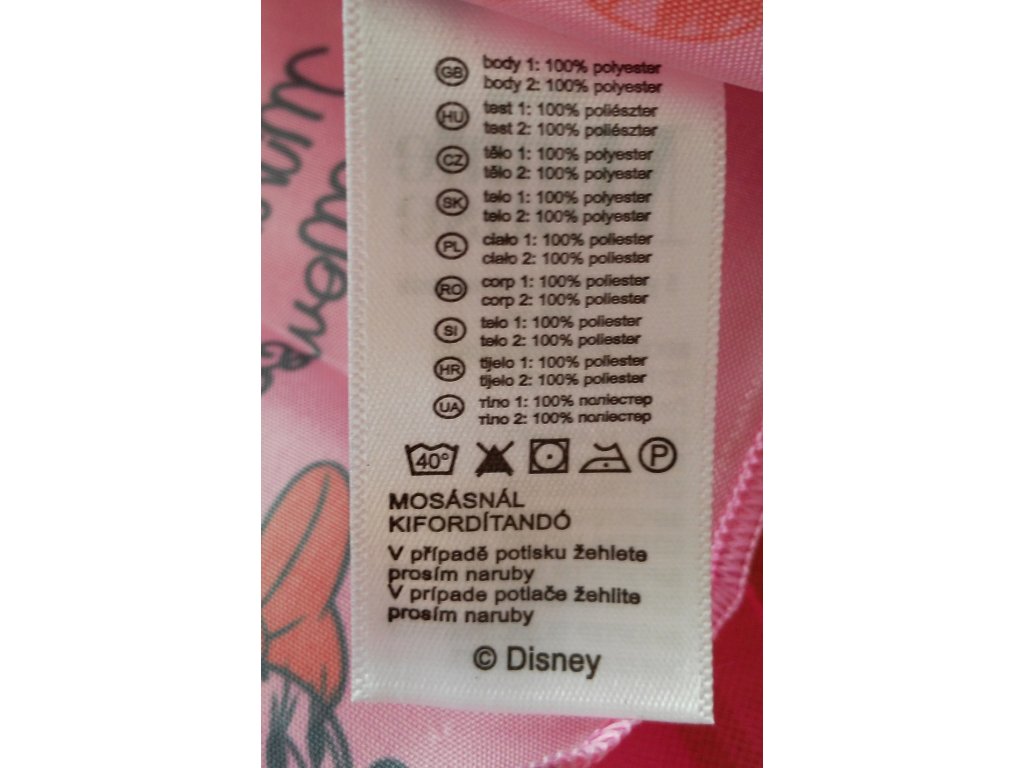 GB body 1: 100% polyester
body 2: 100% polyester
HU test 1: 100% poliészter
test 2: 100% poliészter
CZ tělo 1: 100% polyester
tělo 2: 100% polyester
SK telo 1: 100% polyester
telo 2: 100% polyester
PL ciało 1: 100% poliester
ciało 2: 100% poliester
RO corp 1: 100% poliester
corp 2: 100% poliester
SI telo 1: 100% poliester
telo 2: 100% poliester
HR tijelo 1: 100% poliester
tijelo 2: 100% poliester
UA тіло 1: 100% поліестер
тіло 2: 100% поліестер
40° P
MOSÁSNÁL
KIFORDÍTANDÓ
V případě potisku žehlete
prosím naruby
V prípade potlače žehlite
prosím naruby
© Disney